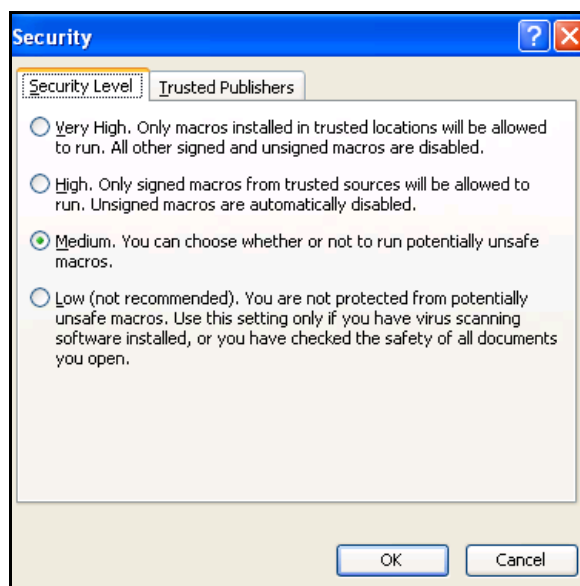 Security
Security Level Trusted Publishers
Very High. Only macros installed in trusted locations will be allowed
to run. All other signed and unsigned macros are disabled.
High. Only signed macros from trusted sources will be allowed to
run. Unsigned macros are automatically disabled.
Medium. You can choose whether or not to run potentially unsafe
macros.
Low (not recommended). You are not protected from potentially
unsafe macros. Use this setting only if you have virus scanning
software installed, or you have checked the safety of all documents
you open.
OK Cancel